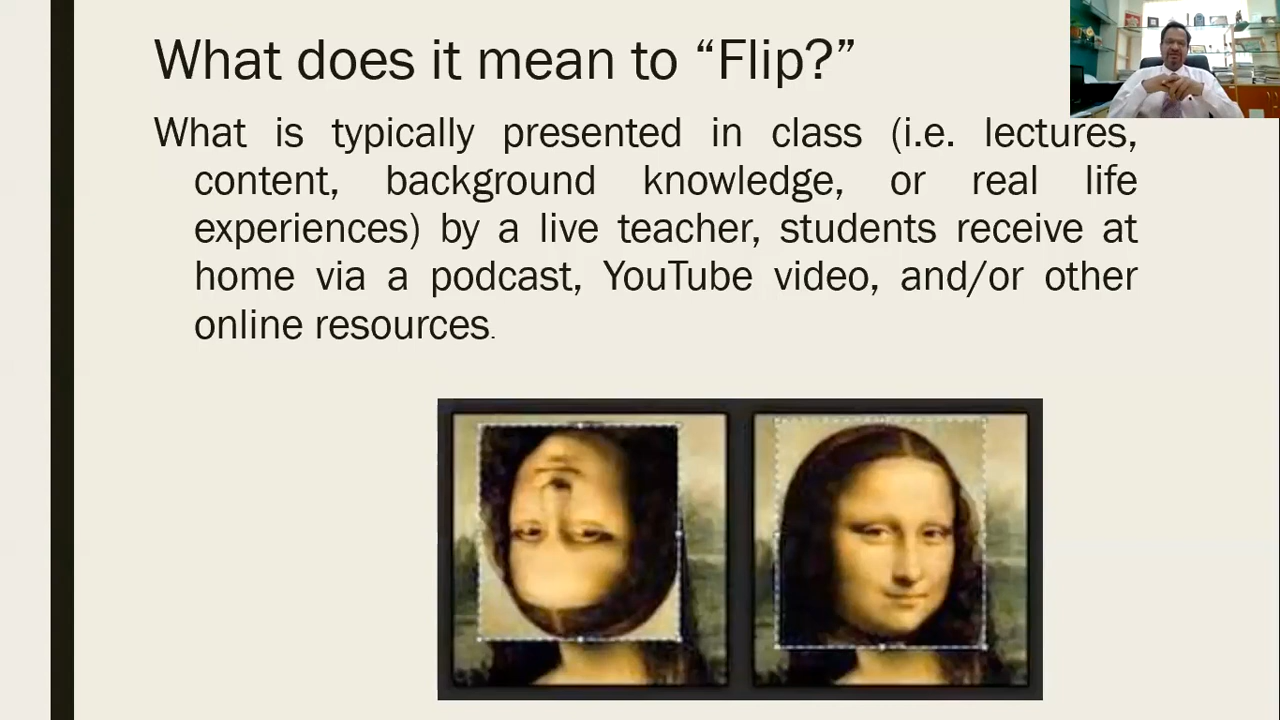 What does it mean to “Flip?”
What is typically presented in class (i.e. lectures,
content, background knowledge, or real life
experiences) by a live teacher, students receive at
home via a podcast, YouTube video, and/or other
online resources.